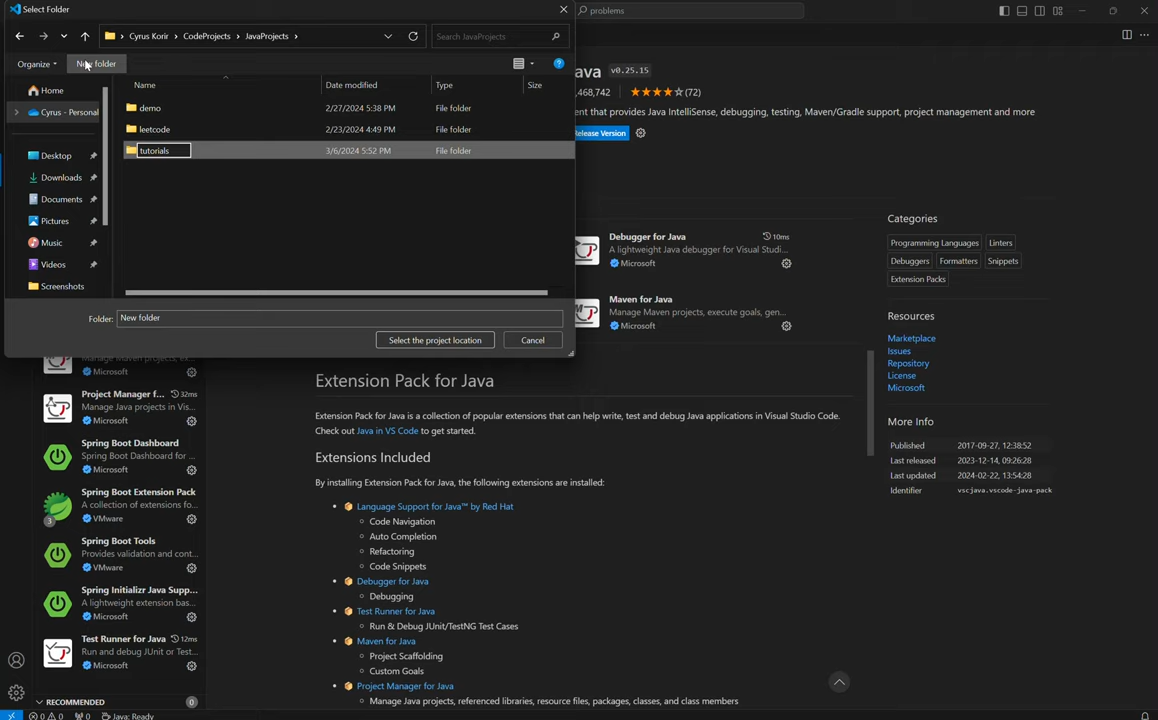 Select Folder
problems
Cyrus Korir > CodeProjects > JavaProjects >
Search JavaProjects
Organize
New folder
Name
Date modified
Type
Size
Home
Cyrus - Personal
Desktop
Downloads
Documents
Pictures
Music
Videos
Screenshots
demo 2/27/2024 5:38 PM File folder
leetcode 2/23/2024 4:49 PM File folder
tutorials 3/6/2024 5:52 PM File folder
Folder: New folder
Select the project location
Cancel
ava v0.25.15
,468,742 (72)
ent that provides Java IntelliSense, debugging, testing, Maven/Gradle support, project management and more
Release Version
Debugger for Java 10ms
A lightweight Java debugger for Visual Studi...
Microsoft
Maven for Java
Manage Maven projects, execute goals, gen...
Microsoft
Categories
Programming Languages
Linters
Debuggers
Formatters
Snippets
Extension Packs
Resources
Marketplace
Issues
Repository
License
Microsoft
More Info
Published 2017-09-27, 12:38:52
Last released 2023-12-14, 09:26:28
Last updated 2024-02-22, 13:54:28
Identifier vscjava.vscode-java-pack
Manage Maven projects, ex...
Microsoft
Project Manager f... 32ms
Manage Java projects in Vis...
Microsoft
Spring Boot Dashboard
Spring Boot Dashboard for ...
Microsoft
Spring Boot Extension Pack
A collection of extensions fo...
3
VMware
Spring Boot Tools
Provides validation and cont...
VMware
Spring Initializr Java Supp...
A lightweight extension bas...
Microsoft
Test Runner for Java 12ms
Run and debug JUnit or Test...
Microsoft
RECOMMENDED 0
Extension Pack for Java
Extension Pack for Java is a collection of popular extensions that can help write, test and debug Java applications in Visual Studio Code.
Check out Java in VS Code to get started.
Extensions Included
By installing Extension Pack for Java, the following extensions are installed:
• Language Support for Java™ by Red Hat
Code Navigation
Auto Completion
Refactoring
Code Snippets
• Debugger for Java
Debugging
• Test Runner for Java
Run & Debug JUnit/TestNG Test Cases
• Maven for Java
Project Scaffolding
Custom Goals
• Project Manager for Java
Manage Java projects, referenced libraries, resource files, packages, classes, and class members
0 0 0 Java: Ready